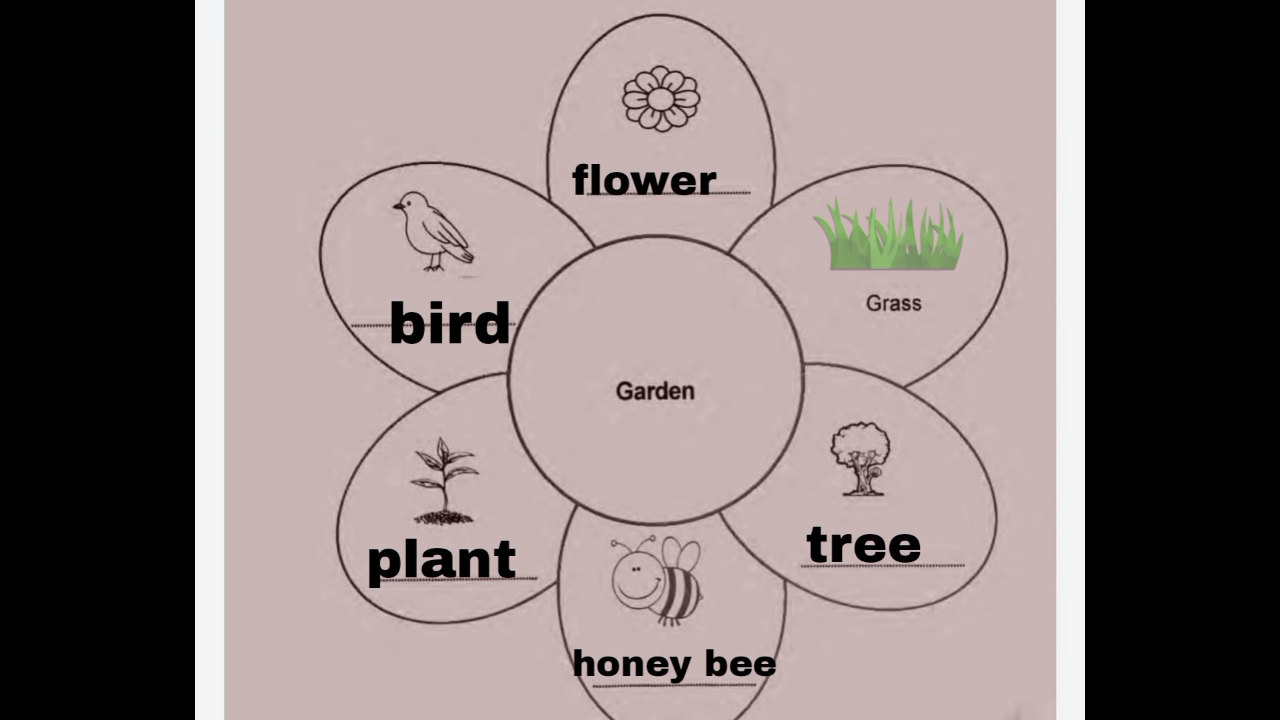 flower
Grass
bird
Garden
tree
plant
honey bee